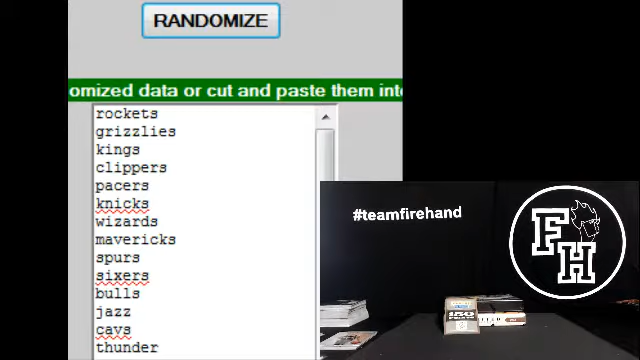 RANDOMIZE
omized data or cut and paste them int
rockets
grizzlies
kings
clippers
pacers
knicks
wizards
mavericks
spurs
sixers
bulls
jazz
cavs
thunder
#teamfirehand
F
H
150